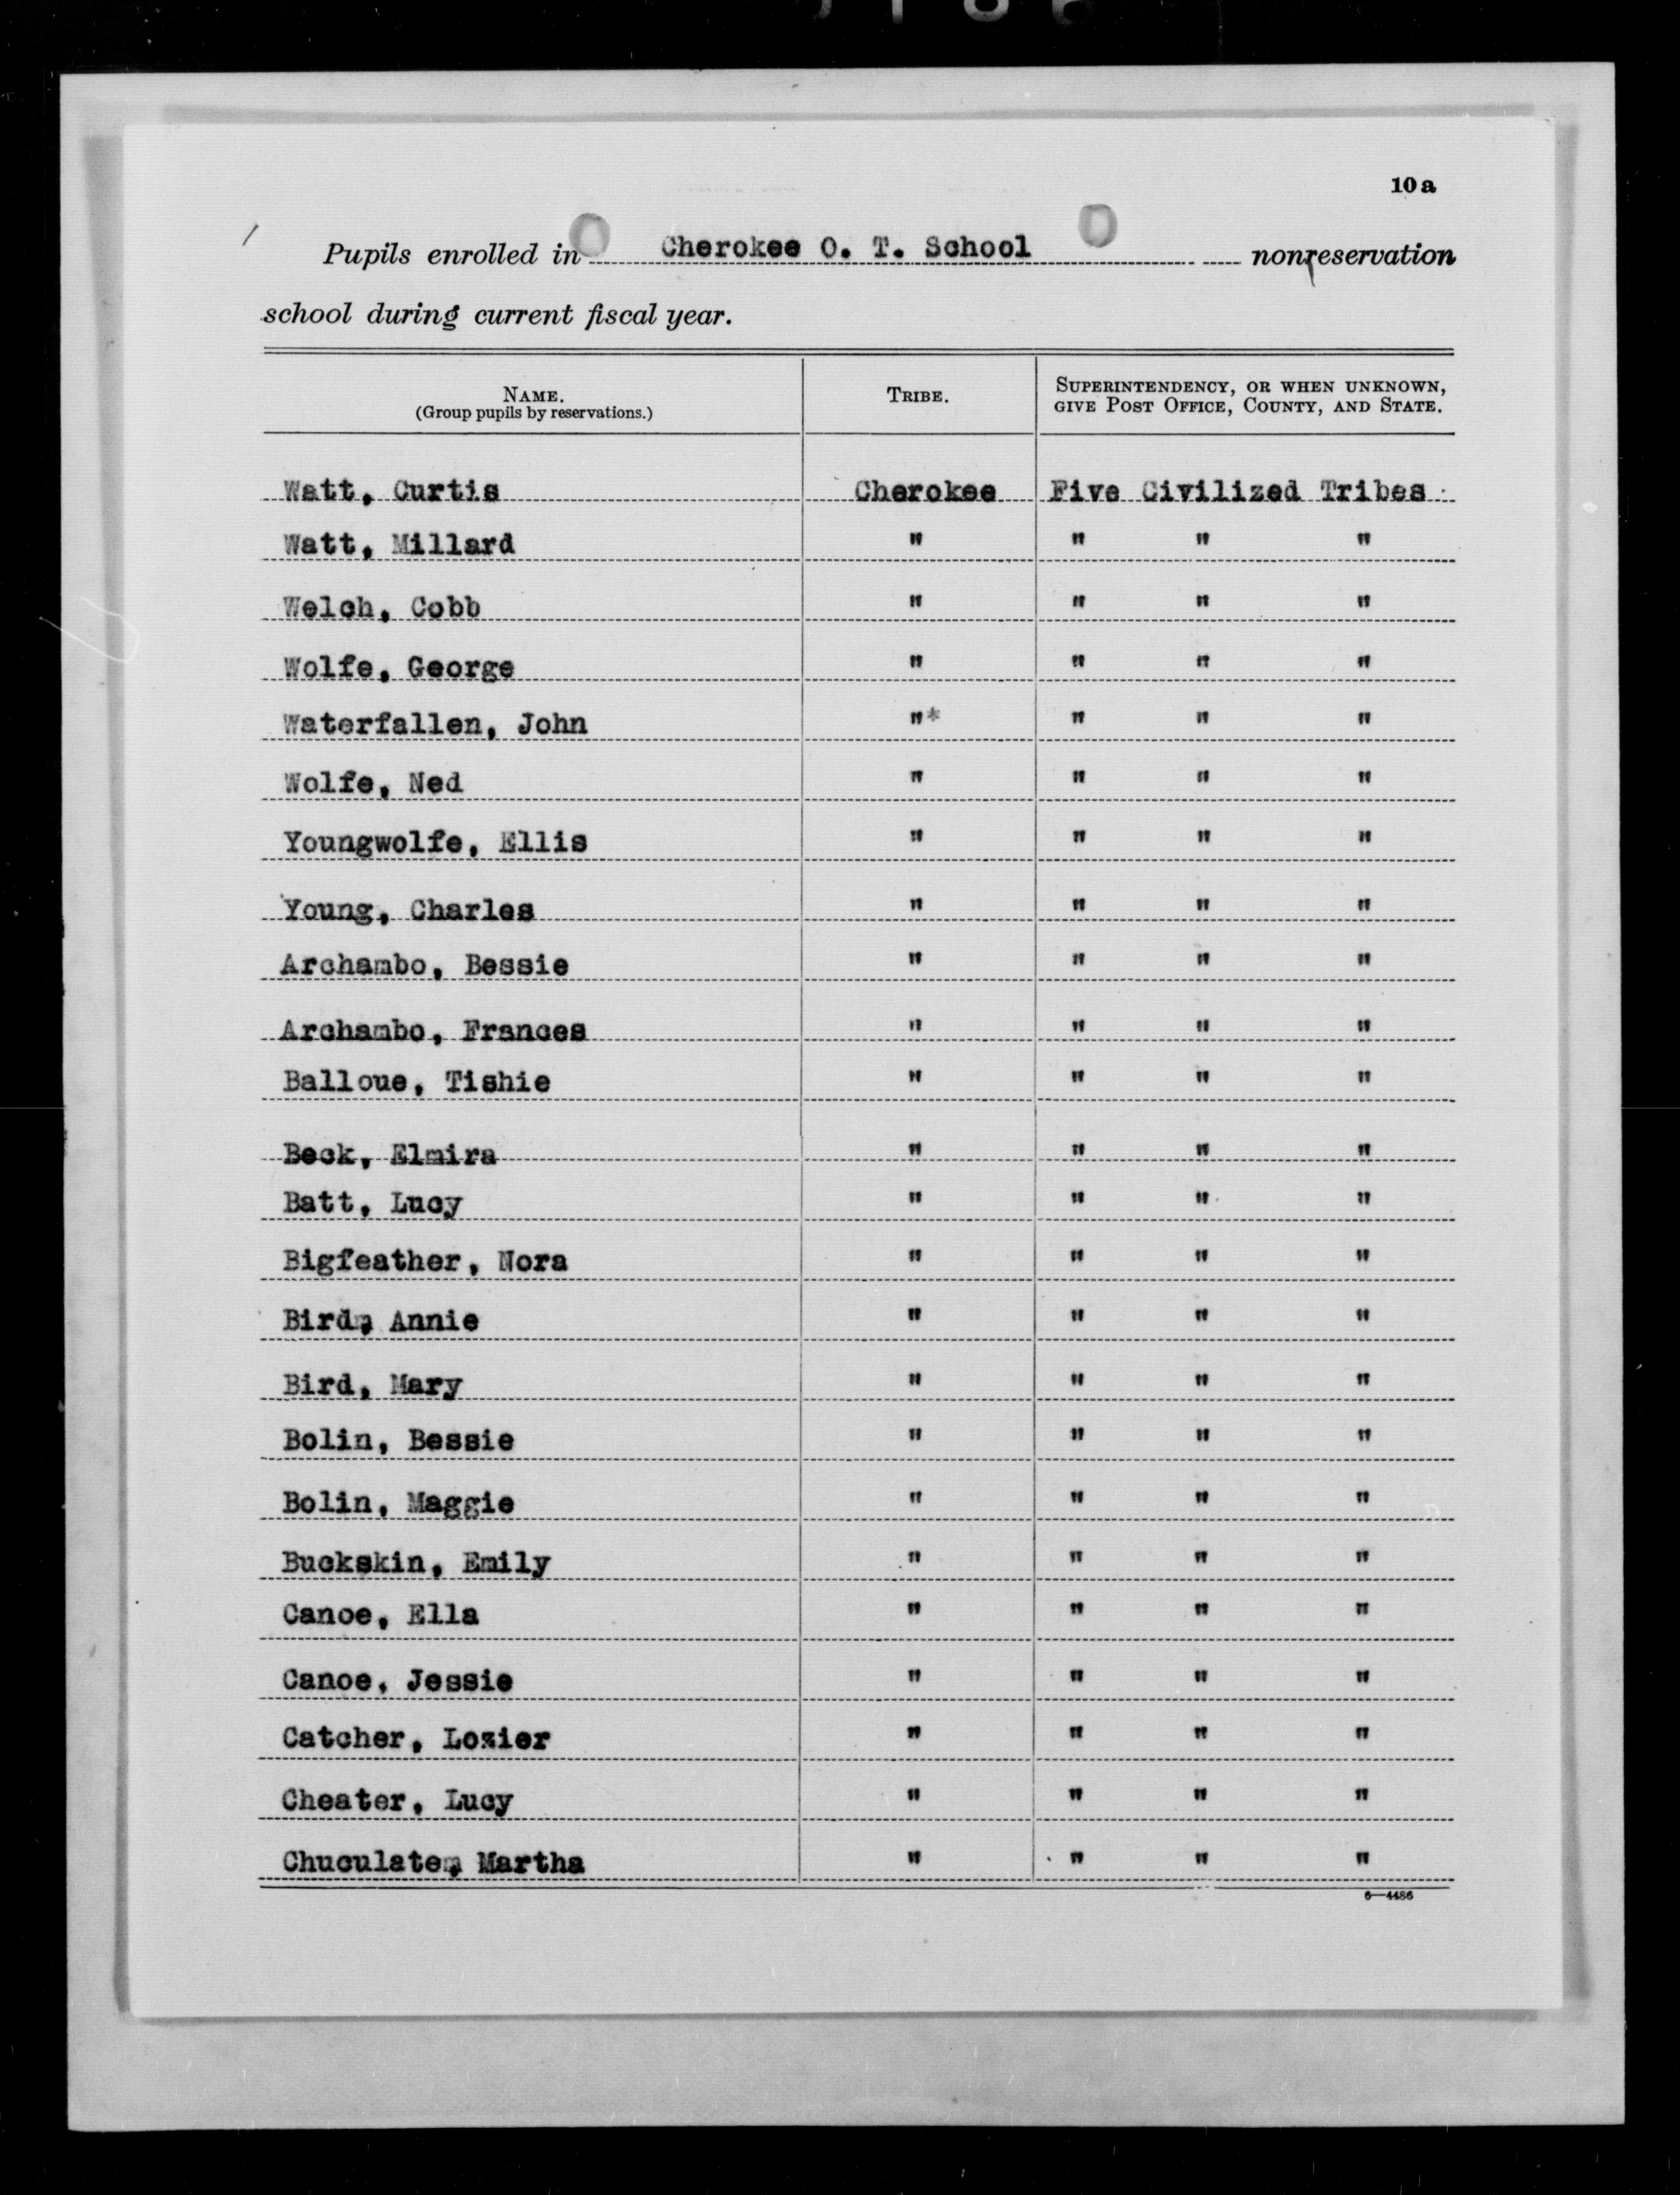 10 a
Pupils enrolled in Cherokee O. T. School nonreservation
school during current fiscal year.
NAME. TRIBE. SUPERINTENDENCY, OR WHEN UNKNOWN,
(Group pupils by reservations.) GIVE POST OFFICE, COUNTY, AND STATE.
Watt, Curtis Cherokee Five Civilized Tribes
Watt, Millard " " " "
Welch, Cobb " " " "
Wolfe, George " " " "
Waterfallen, John "* " " "
Wolfe, Ned " " " "
Youngwolfe, Ellis " " " "
Young, Charles " " " "
Archambo, Bessie " " " "
Archambo, Frances " " " "
Balloue, Tishie " " " "
Beck, Elmira " " " "
Batt, Lucy " " " "
Bigfeather, Nora " " " "
Bird, Annie " " " "
Bird, Mary " " " "
Bolin, Bessie " " " "
Bolin, Maggie " " " "
Buckskin, Emily " " " "
Canoe, Ella " " " "
Canoe, Jessie " " " "
Catcher, Lozier " " " "
Cheater, Lucy " " " "
Chuculate, Martha " " " "
6—4486